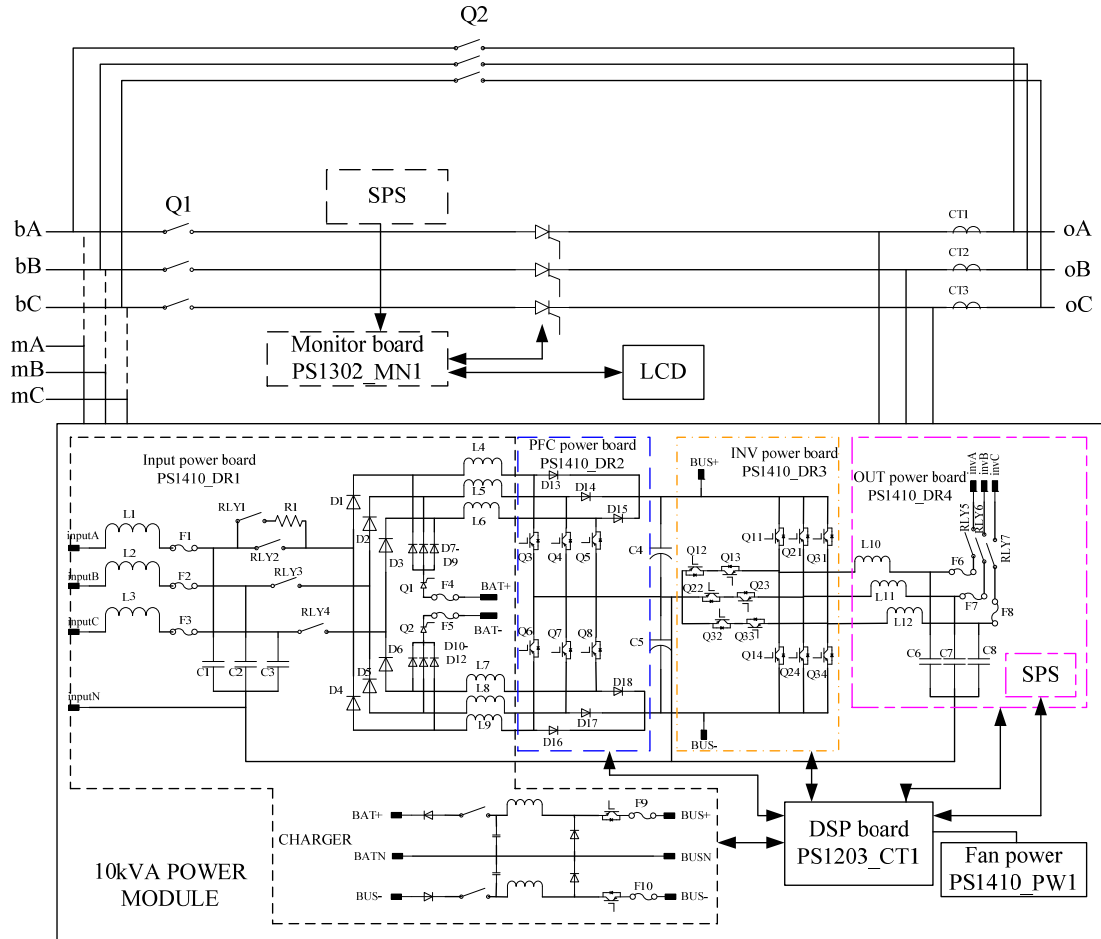 Q2
Q1
SPS
bA
bB
bC
mA
mB
mC
CT1
CT2
CT3
oA
oB
oC
Monitor board
PS1302_MN1
LCD
Input power board
PS1410_DR1
PFC power board
PS1410_DR2
INV power board
PS1410_DR3
OUT power board
PS1410_DR4
inputA
inputB
inputC
inputN
L1
L2
L3
F1
F2
F3
RLY1
R1
RLY2
RLY3
RLY4
C1
C2
C3
D1
D2
D3
D4
D5
D6
D7-
D9
Q1
F4
BAT+
Q2
F5
BAT-
D10-
D12
L4
L5
L6
L7
L8
L9
D13
D14
D15
Q3
Q4
Q5
Q6
Q7
Q8
D16
D17
D18
C4
C5
BUS+
BUS-
Q11
Q21
Q31
Q12
Q13
Q22
Q23
Q32
Q33
Q14
Q24
Q34
L10
L11
L12
F6
F7
F8
invA
invB
invC
RLY5
RLY6
RLY7
C6
C7
C8
SPS
CHARGER
BAT+
BATN
BUS-
F9
F10
BUS+
BUSN
BUS-
DSP board
PS1203_CT1
Fan power
PS1410_PW1
10kVA POWER
MODULE